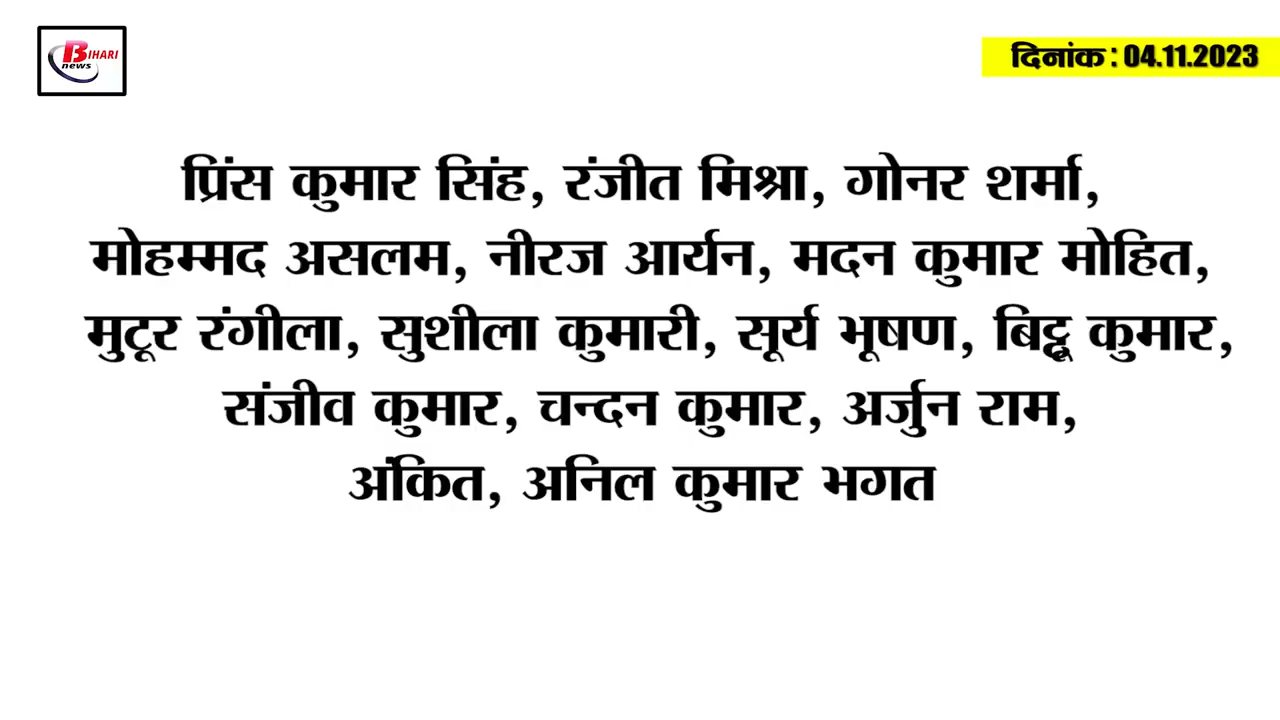 BIHARI
news
दिनांक : 04.11.2023
प्रिंस कुमार सिंह, रंजीत मिश्रा, गोनर शर्मा,
मोहम्मद असलम, नीरज आर्यन, मदन कुमार मोहित,
मुटूर रंगीला, सुशीला कुमारी, सूर्य भूषण, बिट्टू कुमार,
संजीव कुमार, चन्दन कुमार, अर्जुन राम,
अंकित, अनिल कुमार भगत